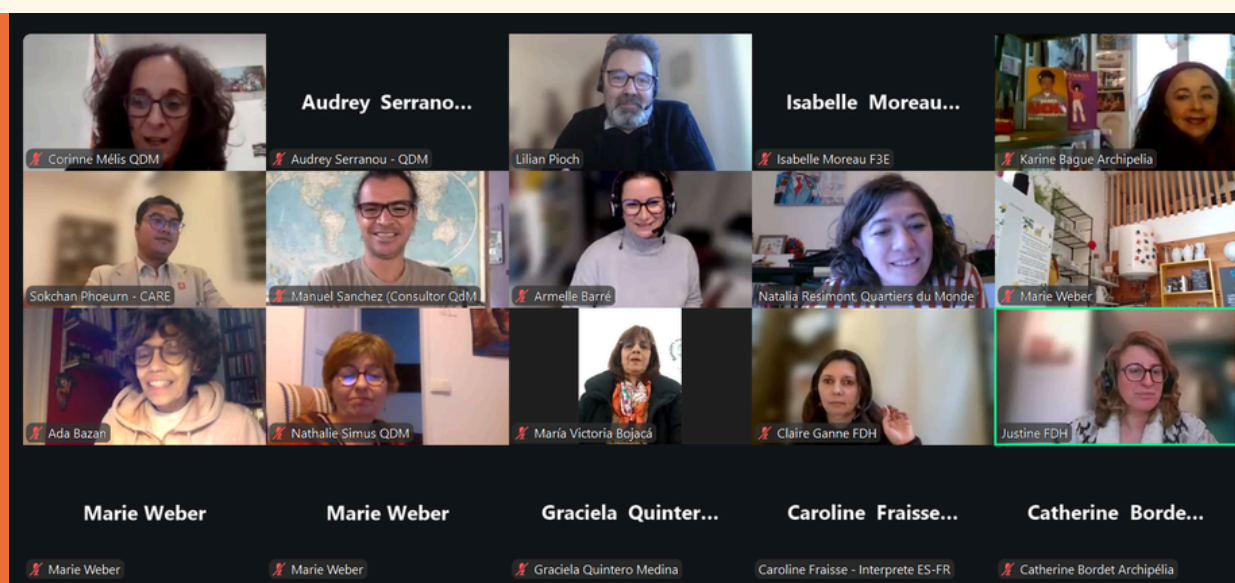 Corinne Mélis QDM
Audrey Serrano...
Audrey Serranou - QDM
Lilian Pioch
Isabelle Moreau...
Isabelle Moreau F3E
Karine Bague Archipelia
Sokchan Phoeurn - CARE
Manuel Sanchez (Consultor QdM
Armelle Barré
Natalia Resimont, Quartiers du Monde
Marie Weber
Ada Bazan
Nathalie Simus QDM
María Victoria Bojacá
Claire Ganne FDH
Justine FDH
Marie Weber
Marie Weber
Marie Weber
Marie Weber
Graciela Quinter...
Graciela Quintero Medina
Caroline Fraisse...
Caroline Fraisse - Interprete ES-FR
Catherine Borde...
Catherine Bordet Archipélia